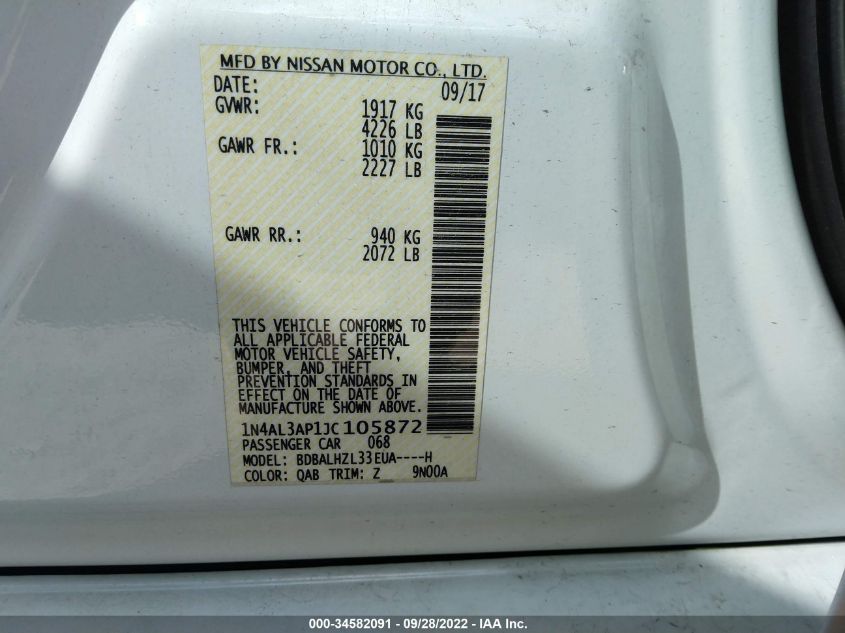 MFD BY NISSAN MOTOR CO., LTD.
DATE: 09/17
GVWR: 1917 KG
4226 LB
GAWR FR.: 1010 KG
2227 LB
GAWR RR.: 940 KG
2072 LB
THIS VEHICLE CONFORMS TO
ALL APPLICABLE FEDERAL
MOTOR VEHICLE SAFETY,
BUMPER, AND THEFT
PREVENTION STANDARDS IN
EFFECT ON THE DATE OF
MANUFACTURE SHOWN ABOVE.
1N4AL3AP1JC105872
PASSENGER CAR 068
MODEL: BDBALHZL33EUA----H
COLOR: QAB TRIM: Z 9N00A
000-34582091 - 09/28/2022 - IAA Inc.